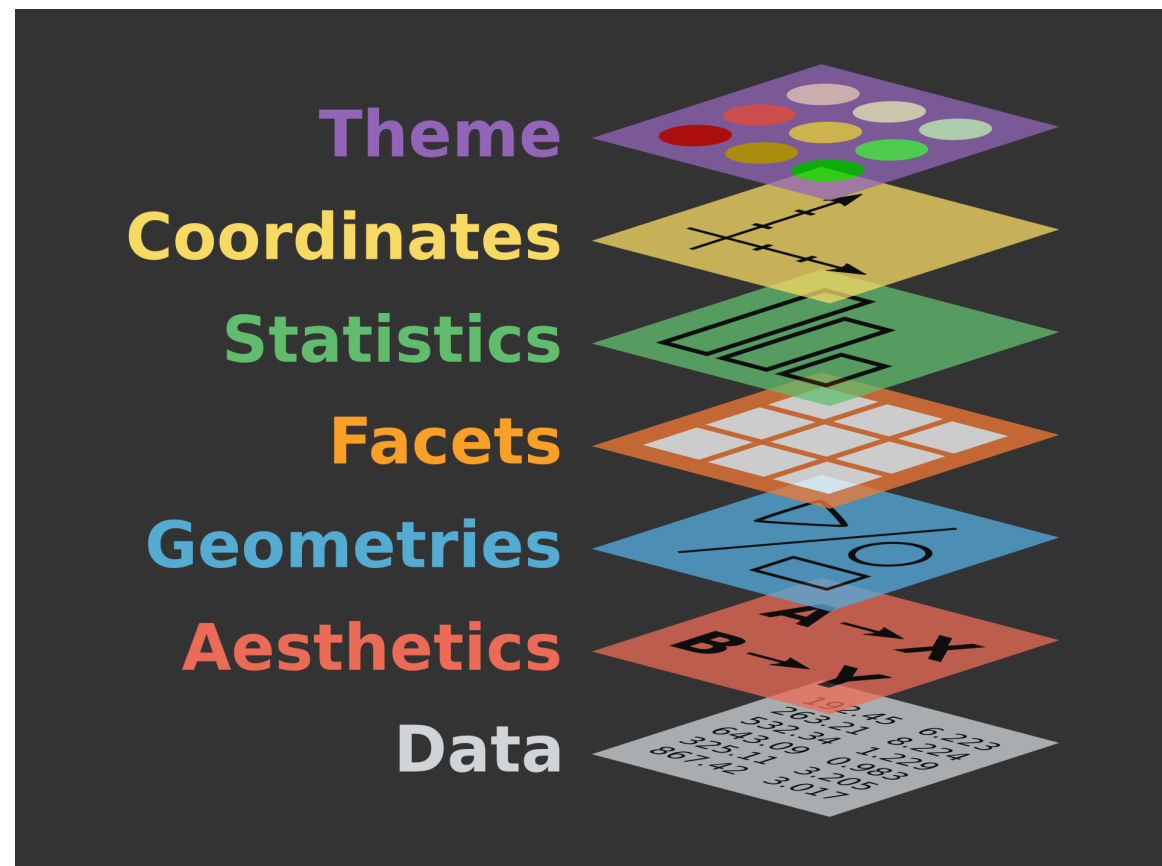 Theme
Coordinates
Statistics
Facets
Geometries
Aesthetics
A → X
B → Y
Data
192.45 6.223
263.21 8.224
532.34 1.229
643.09 0.983
325.11 3.205
867.42 3.017